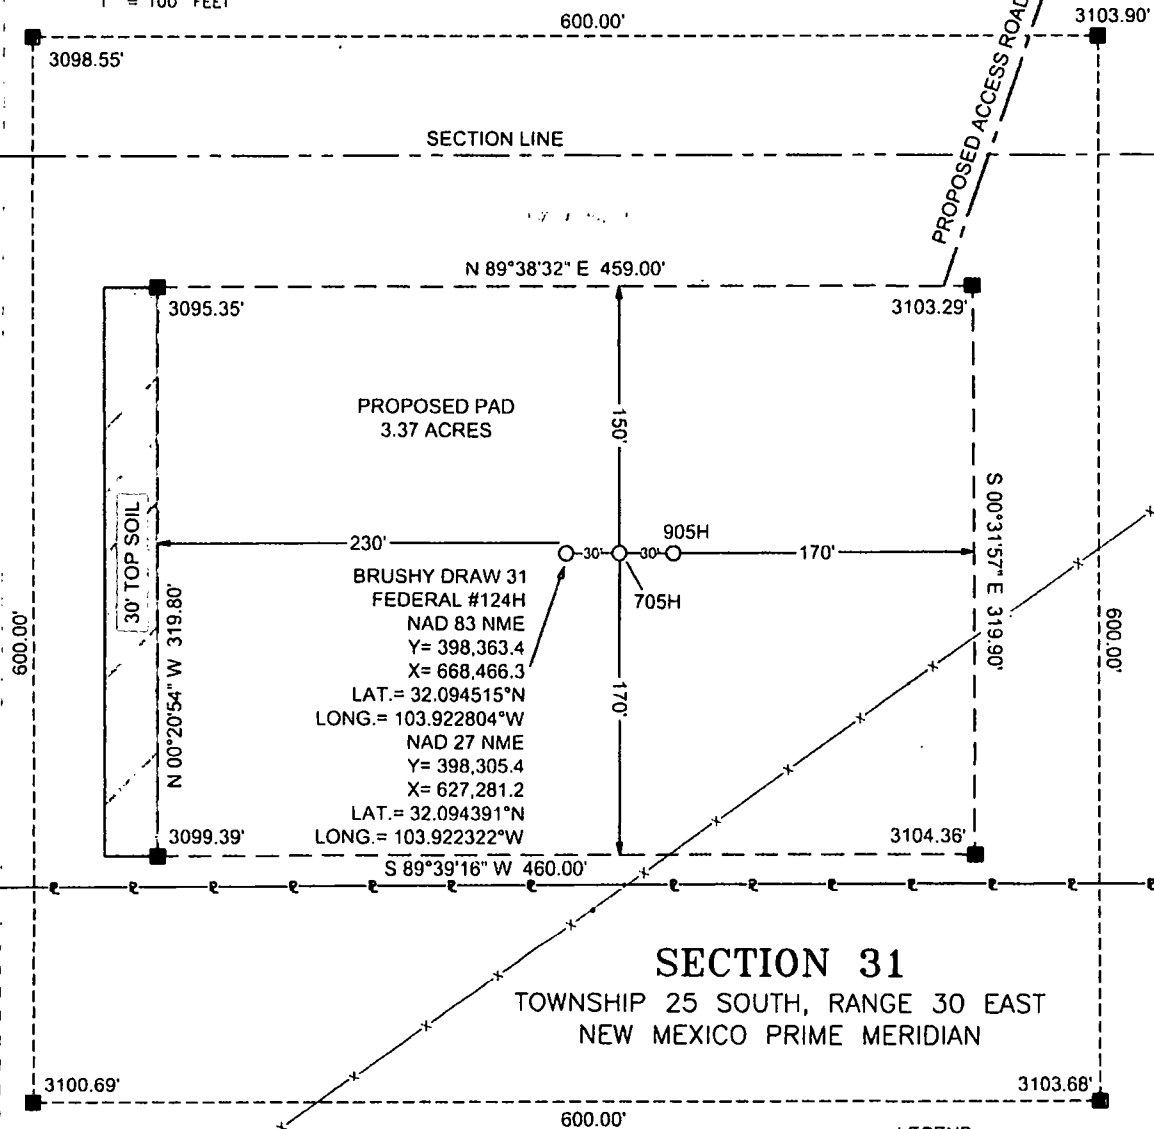 1" = 100' FEET
600.00'
3103.90'
3098.55'
PROPOSED ACCESS ROAD
SECTION LINE
N 89°38'32" E 459.00'
3095.35'
3103.29'
PROPOSED PAD
3.37 ACRES
150'
30' TOP SOIL
N 00°20'54" W 319.80'
S 00°31'57" E 319.90'
600.00'
600.00'
905H
230'
30'
30'
170'
705H
BRUSHY DRAW 31
FEDERAL #124H
NAD 83 NME
Y= 398,363.4
X= 668,466.3
LAT.= 32.094515°N
LONG.= 103.922804°W
NAD 27 NME
Y= 398,305.4
X= 627,281.2
LAT.= 32.094391°N
LONG.= 103.922322°W
170'
3099.39'
3104.36'
S 89°39'16" W 460.00'
SECTION 31
TOWNSHIP 25 SOUTH, RANGE 30 EAST
NEW MEXICO PRIME MERIDIAN
3100.69'
3103.68'
600.00'
LEGEND